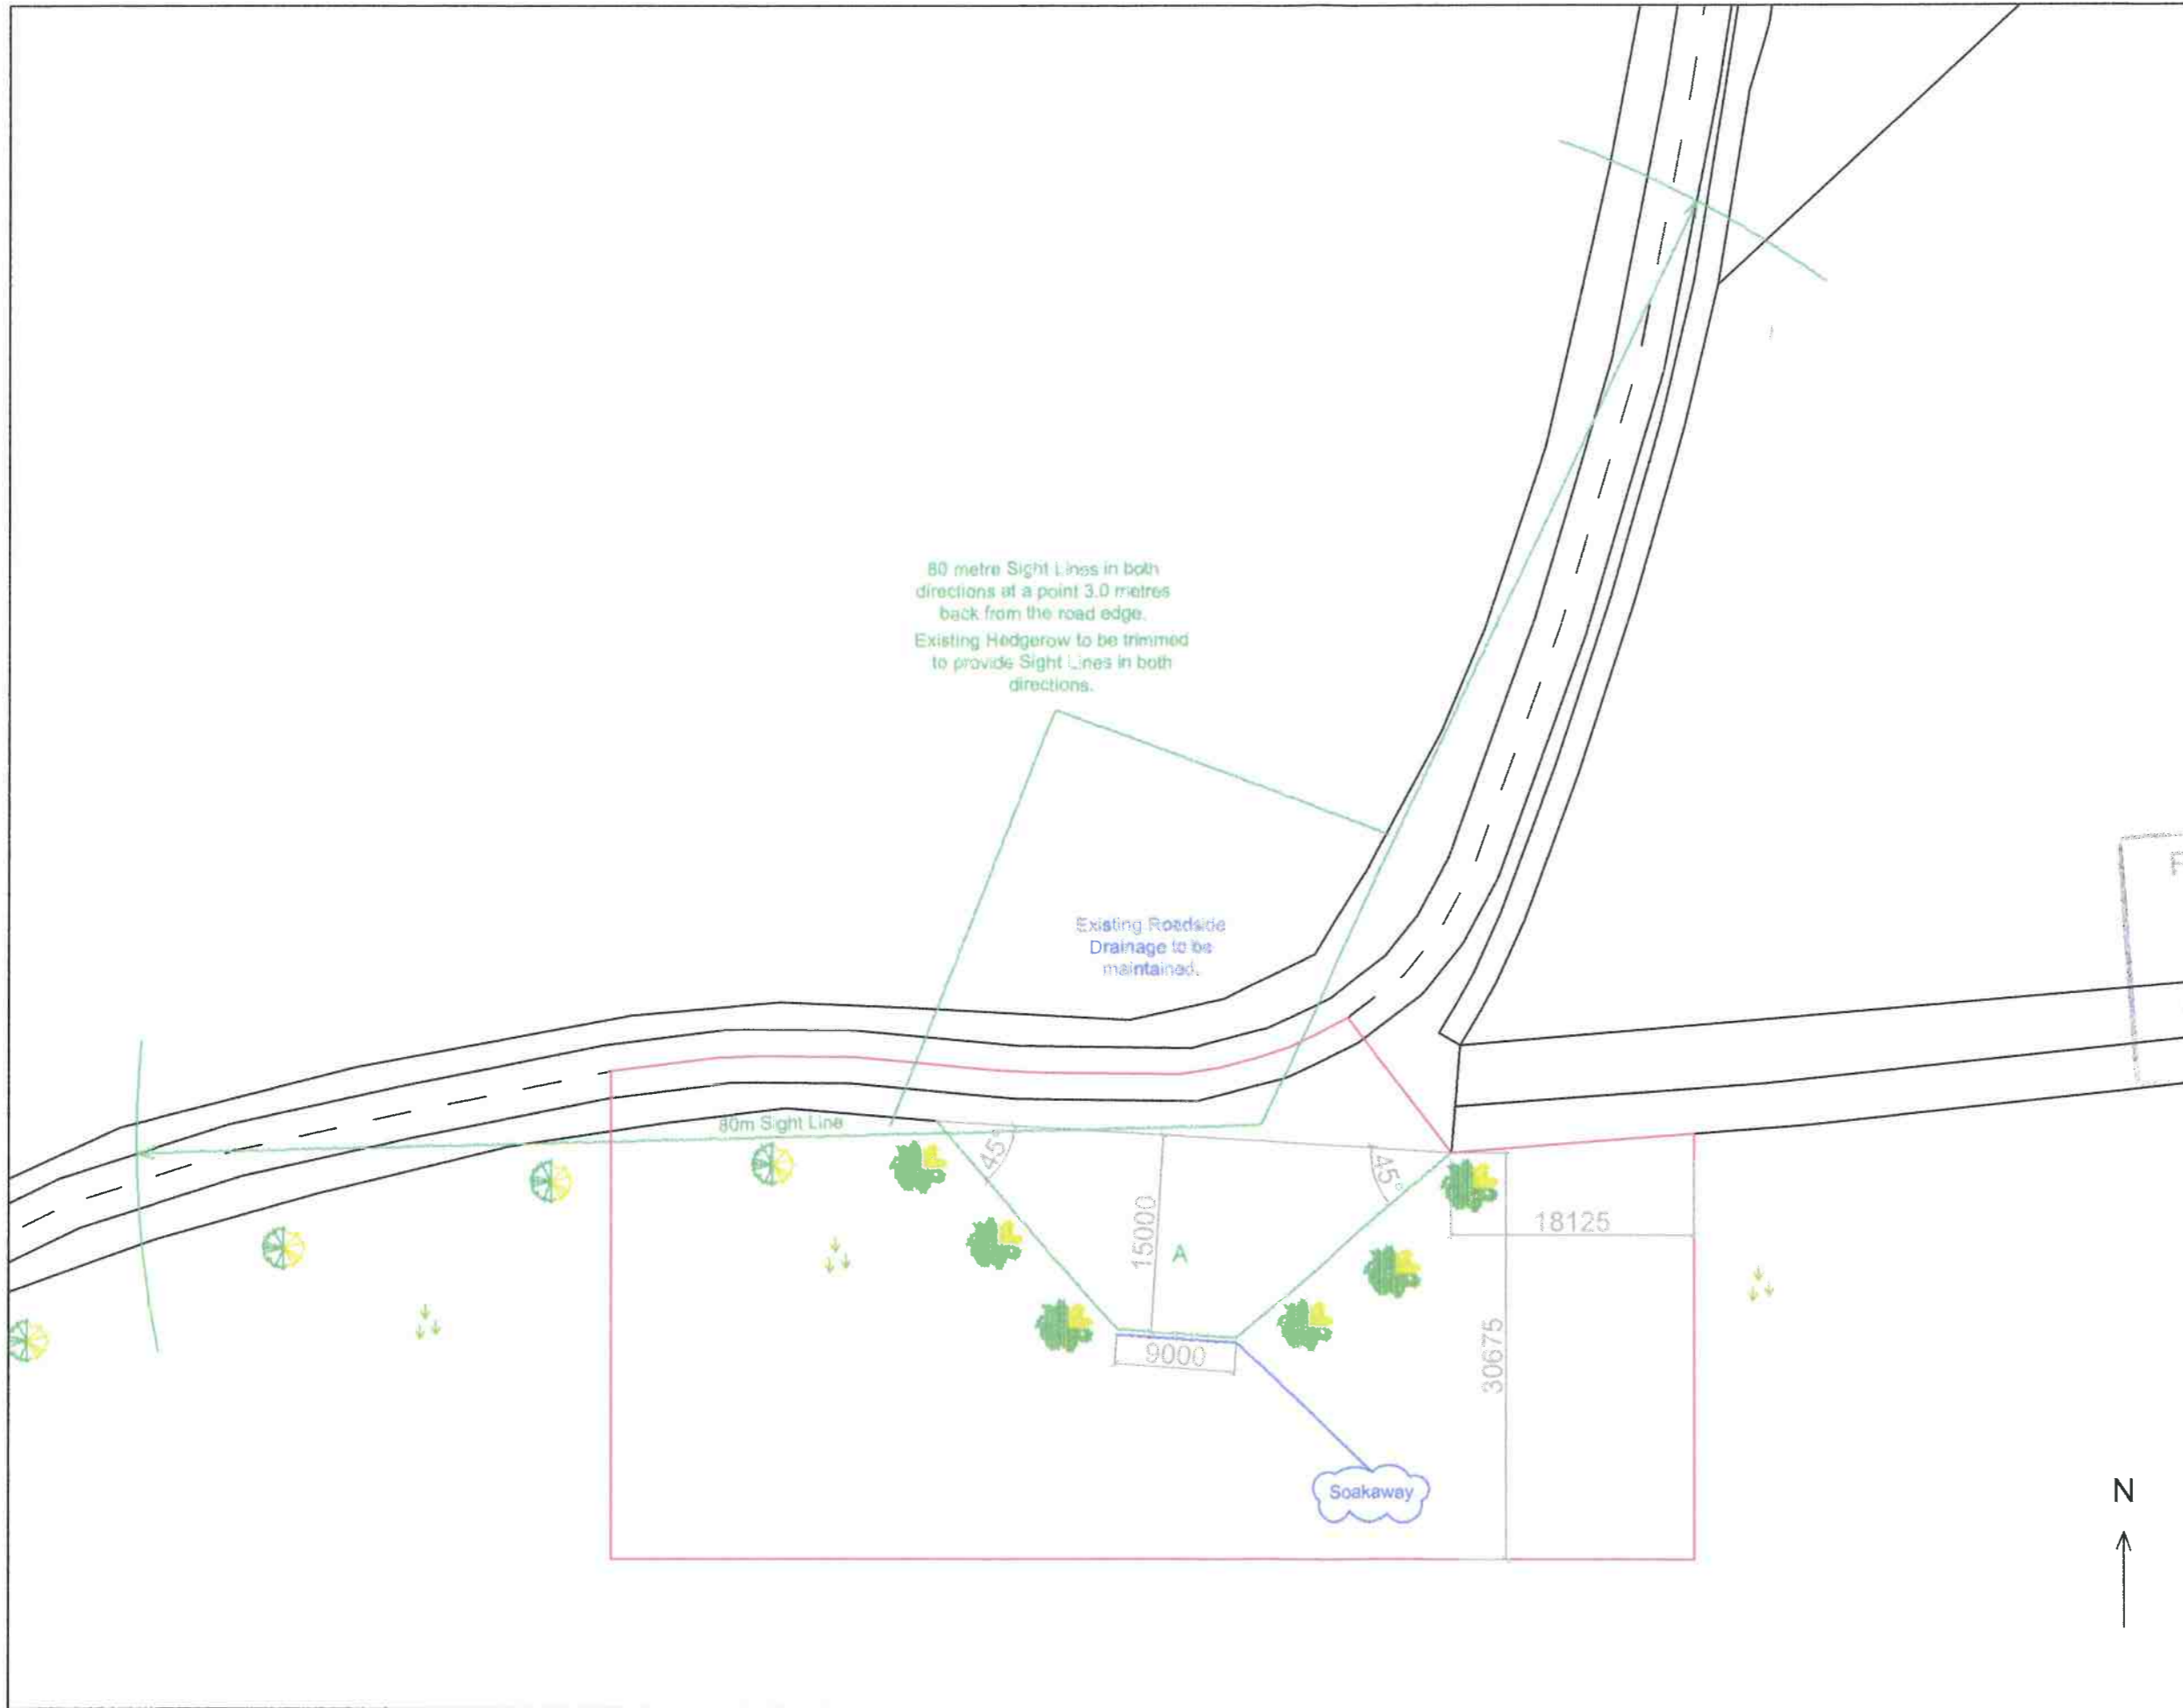 80 metre Sight Lines in both
directions at a point 3.0 metres
back from the road edge.
Existing Hedgerow to be trimmed
to provide Sight Lines in both
directions.
Existing Roadside
Drainage to be
maintained.
80m Sight Line
45°
45°
15000
A
18125
9000
30675
Soakaway
N